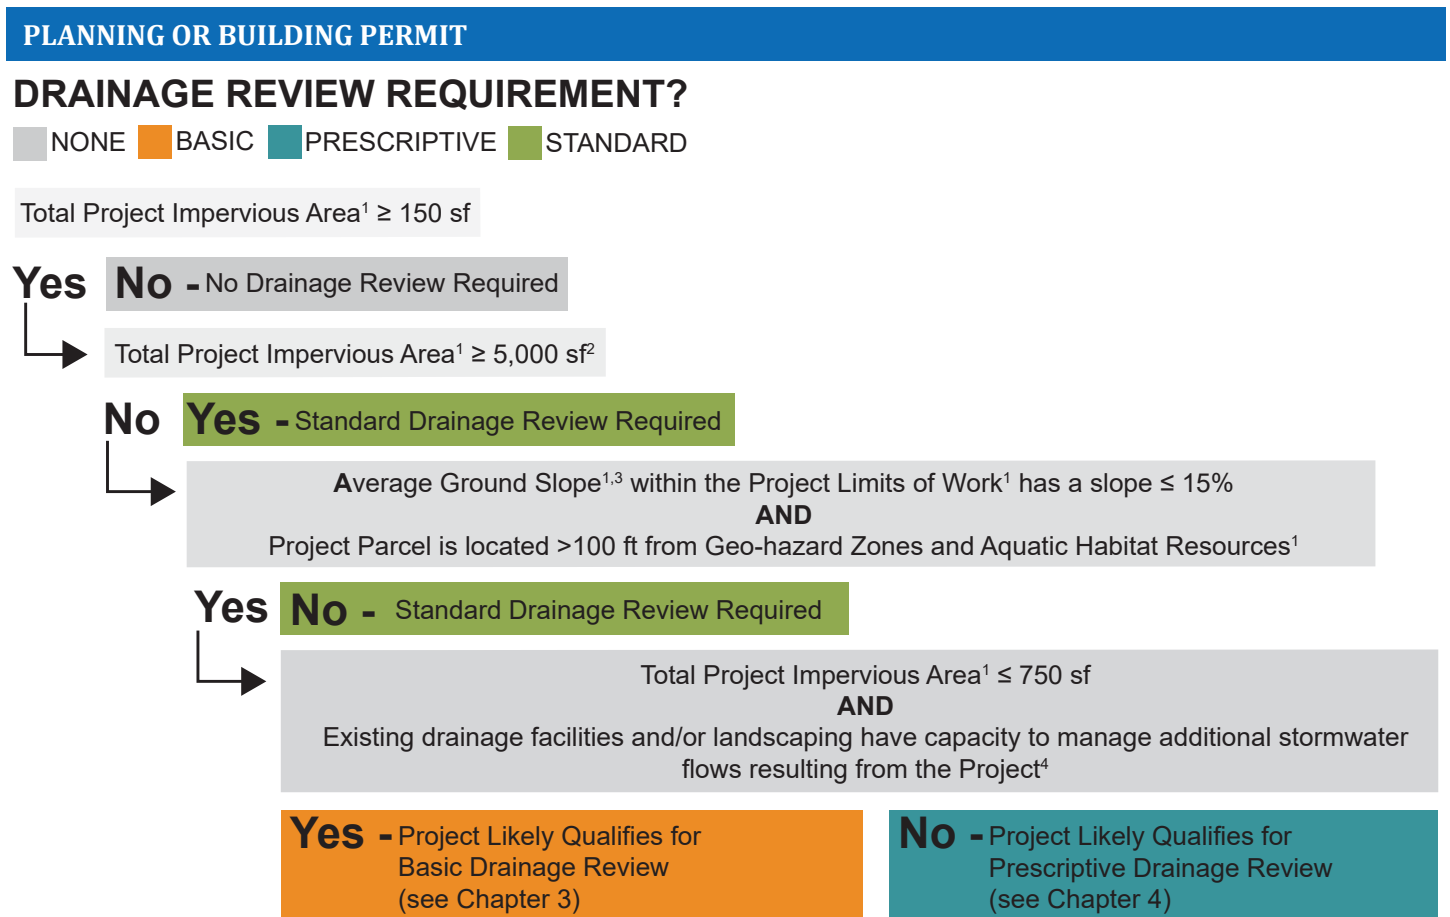 PLANNING OR BUILDING PERMIT
DRAINAGE REVIEW REQUIREMENT?
NONE BASIC PRESCRIPTIVE STANDARD
Total Project Impervious Area¹ ≥ 150 sf
Yes No - No Drainage Review Required
Total Project Impervious Area¹ ≥ 5,000 sf²
No Yes - Standard Drainage Review Required
Average Ground Slope¹,³ within the Project Limits of Work¹ has a slope ≤ 15%
AND
Project Parcel is located >100 ft from Geo-hazard Zones and Aquatic Habitat Resources¹
Yes No - Standard Drainage Review Required
Total Project Impervious Area¹ ≤ 750 sf
AND
Existing drainage facilities and/or landscaping have capacity to manage additional stormwater
flows resulting from the Project⁴
Yes - Project Likely Qualifies for
Basic Drainage Review
(see Chapter 3)
No - Project Likely Qualifies for
Prescriptive Drainage Review
(see Chapter 4)